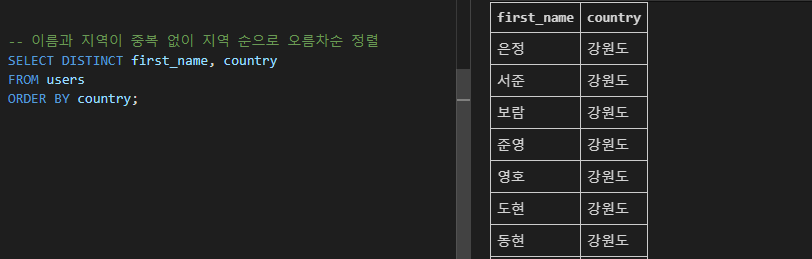 -- 이름과 지역이 중복 없이 지역 순으로 오름차순 정렬
SELECT DISTINCT first_name, country
FROM users
ORDER BY country;
first_name country
은정 강원도
서준 강원도
보람 강원도
준영 강원도
영호 강원도
도현 강원도
동현 강원도